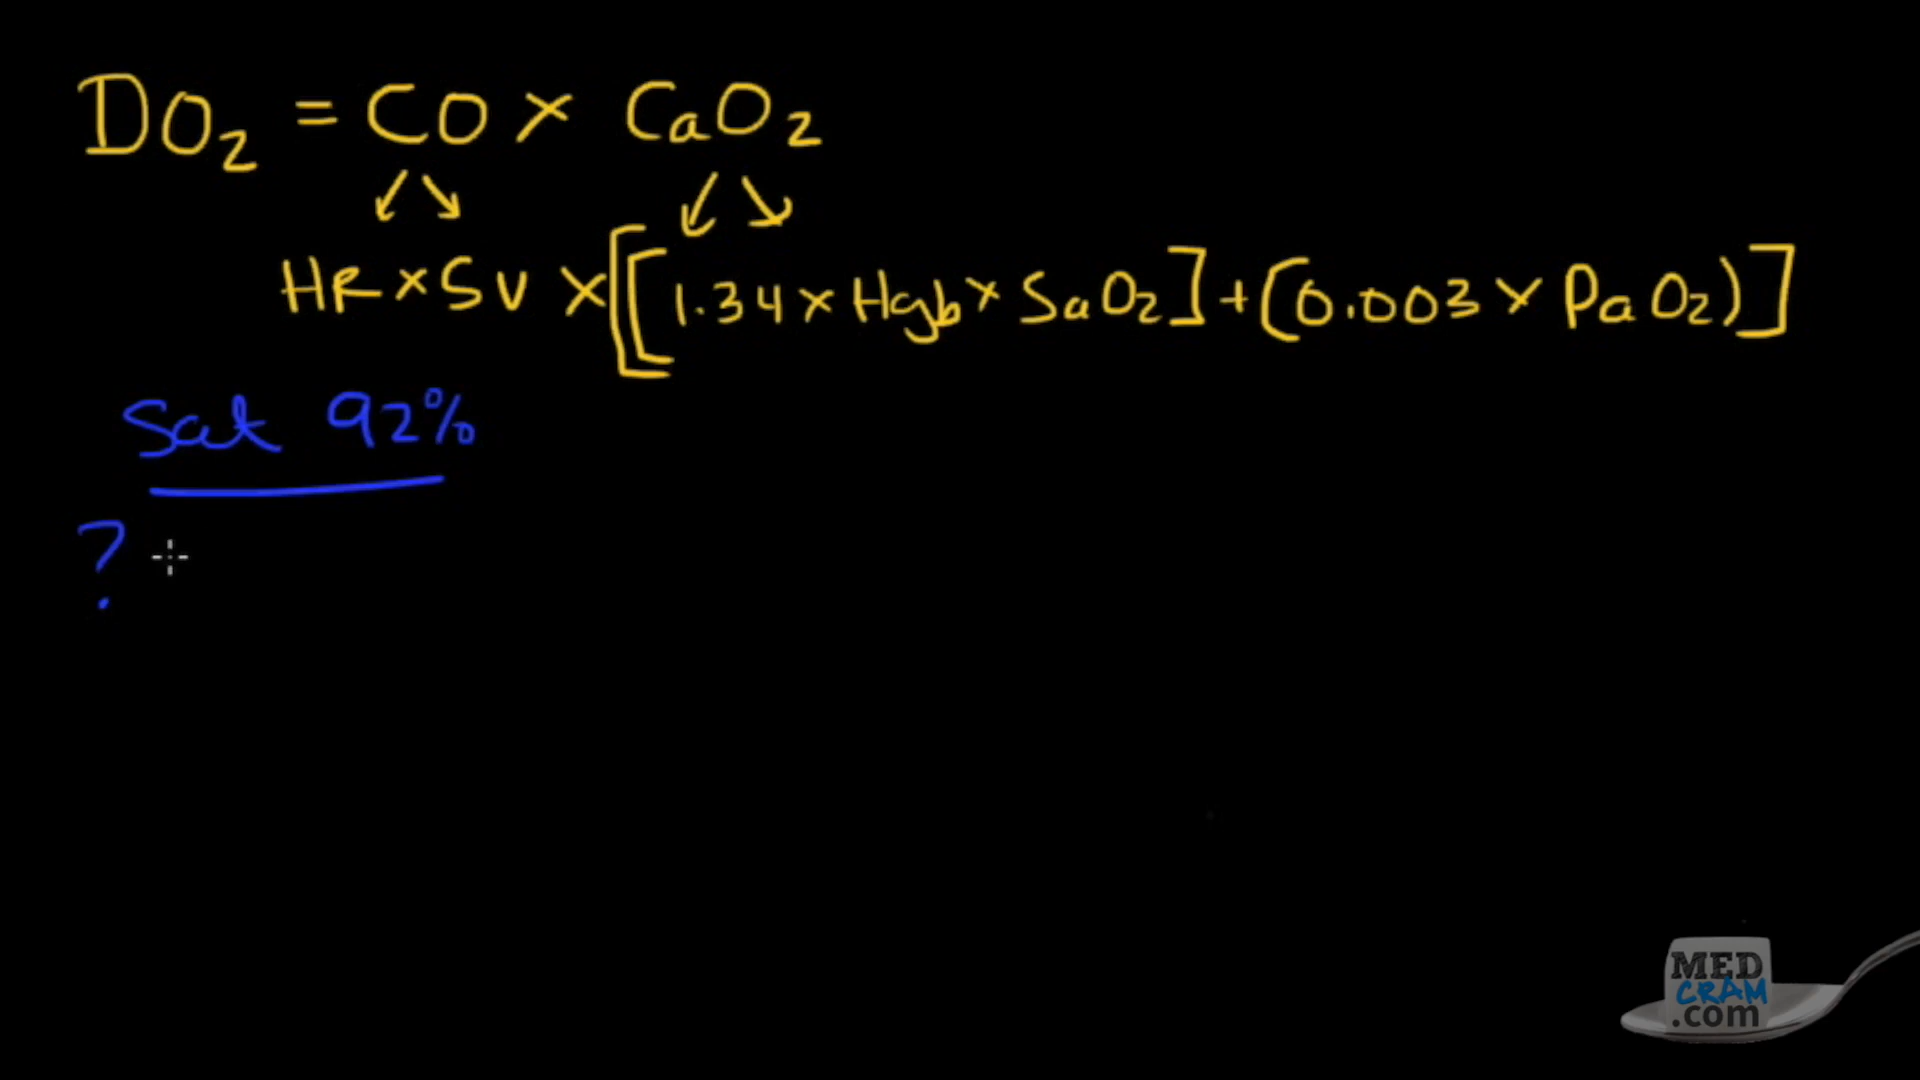 DO₂ = CO × CaO₂
HR × SV × [[1.34 × Hgb × SaO₂] + (0.003 × PaO₂)]
Sat 92%
?
MED
CRAM
.com